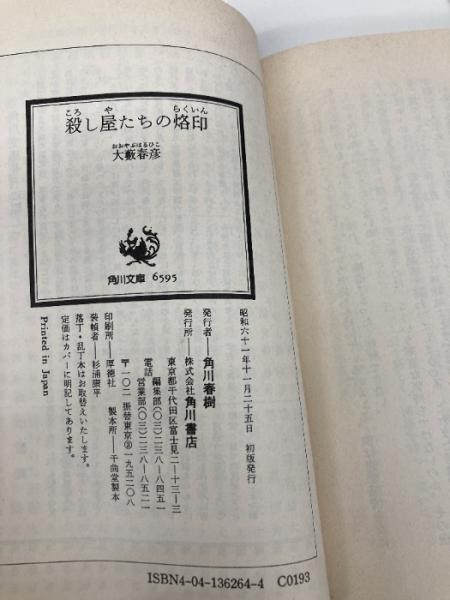 殺し屋たちの烙印
ころ や らくいん
大藪春彦
おおやぶはるひこ
角川文庫 6595
昭和六十一年十一月二十五日 初版発行
発行者──角川春樹
発行所──株式会社角川書店
東京都千代田区富士見二─十三─三
編集部(〇三)二三八─八四五一
電話
営業部(〇三)二三八─八五二一
〒一〇二 振替東京③一九五二〇八
印刷所──厚徳社 製本所──千曲堂製本
装幀者──杉浦康平
落丁・乱丁本はお取替えいたします。
定価はカバーに明記してあります。
Printed in Japan
ISBN4-04-136264-4 C0193